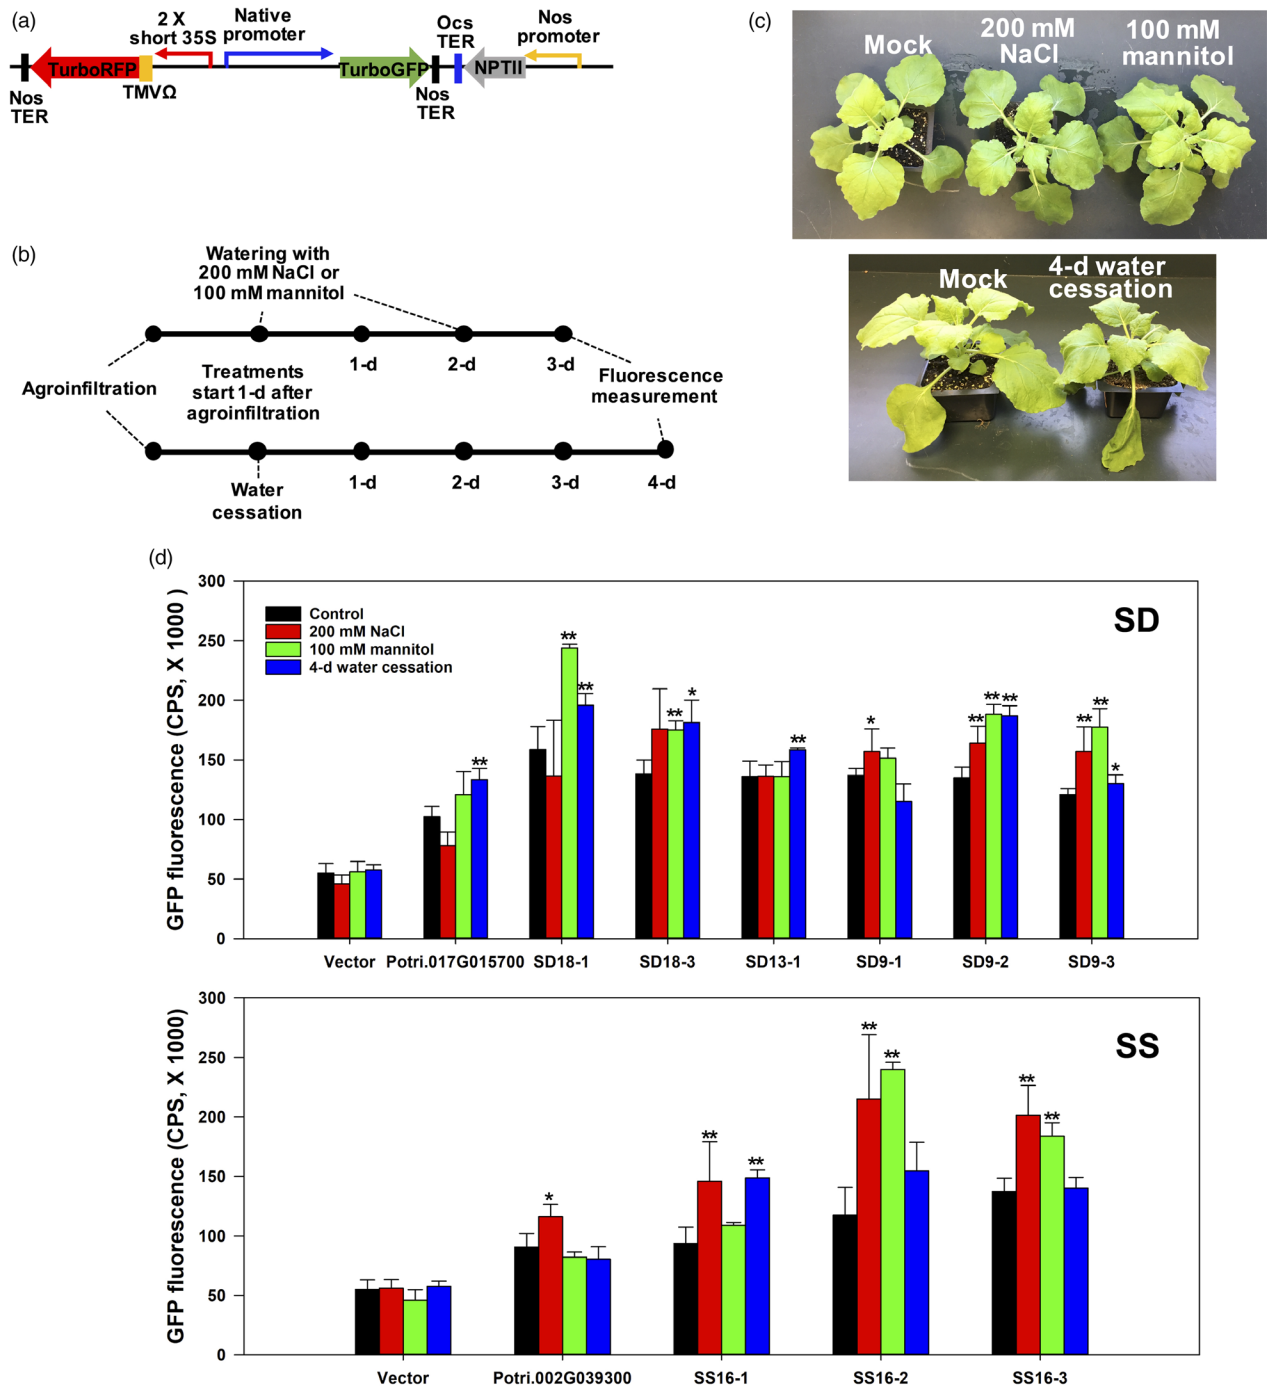 (a)
2 X
short 35S
Native
promoter
Ocs
TER
Nos
promoter
TurboRFP
TurboGFP
NPTII
Nos
TER
TMVΩ
Nos
TER
(b)
Watering with
200 mM NaCl or
100 mM mannitol
1-d
2-d
3-d
Agroinfiltration
Treatments
start 1-d after
agroinfiltration
Fluorescence
measurement
1-d
2-d
3-d
4-d
Water
cessation
(c)
Mock
200 mM
NaCl
100 mM
mannitol
Mock
4-d water
cessation
(d)
GFP fluorescence (CPS, X 1000 )
300
250
200
150
100
50
0
Control
200 mM NaCl
100 mM mannitol
4-d water cessation
SD
**
**
**
**
*
**
*
**
**
**
**
**
*
Vector
Potri.017G015700
SD18-1
SD18-3
SD13-1
SD9-1
SD9-2
SD9-3
GFP fluorescence (CPS, X 1000)
300
250
200
150
100
50
0
SS
*
**
**
**
**
**
**
Vector
Potri.002G039300
SS16-1
SS16-2
SS16-3